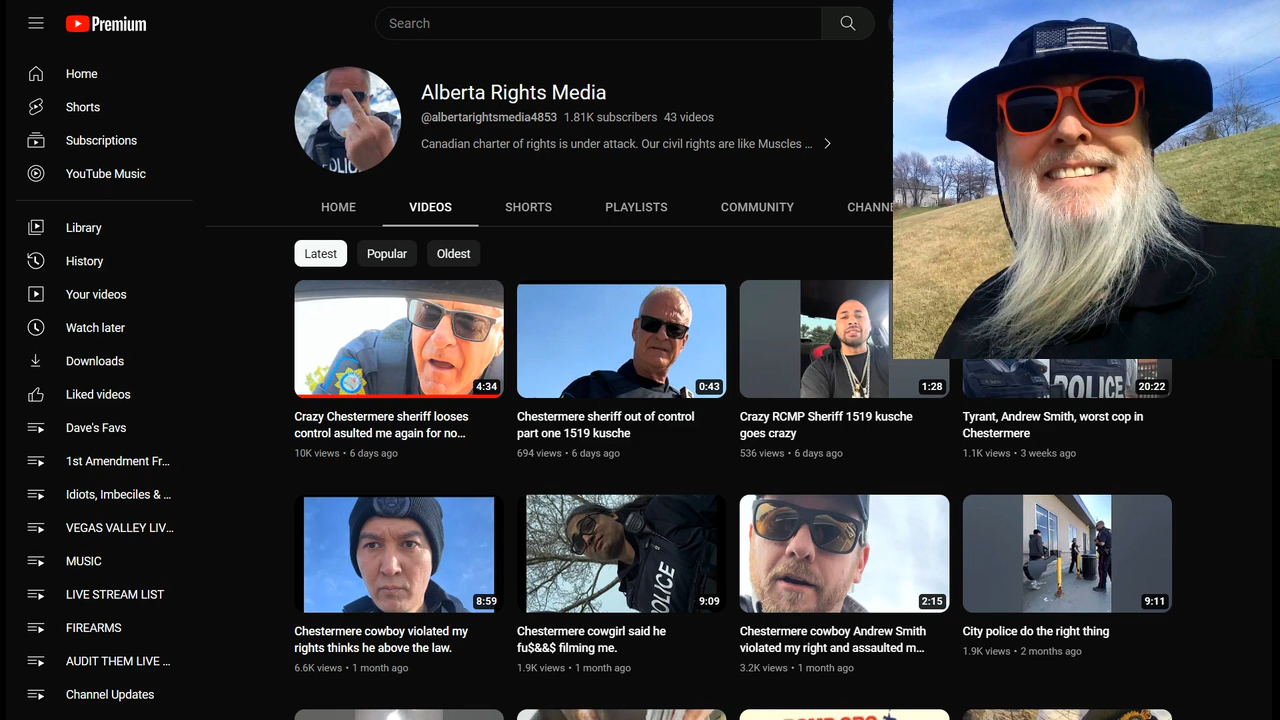 Premium
Search
Home
Shorts
Subscriptions
YouTube Music
Library
History
Your videos
Watch later
Downloads
Liked videos
Dave's Favs
1st Amendment Fr...
Idiots, Imbeciles & ...
VEGAS VALLEY LIV...
MUSIC
LIVE STREAM LIST
FIREARMS
AUDIT THEM LIVE ...
Channel Updates
Alberta Rights Media
@albertarightsmedia4853 1.81K subscribers 43 videos
Canadian charter of rights is under attack. Our civil rights are like Muscles ...
HOME VIDEOS SHORTS PLAYLISTS COMMUNITY CHANNE
Latest Popular Oldest
4:34
0:43
1:28
POLICE
20:22
Crazy Chestermere sheriff looses
control asulted me again for no...
10K views • 6 days ago
Chestermere sheriff out of control
part one 1519 kusche
694 views • 6 days ago
Crazy RCMP Sheriff 1519 kusche
goes crazy
536 views • 6 days ago
Tyrant, Andrew Smith, worst cop in
Chestermere
1.1K views • 3 weeks ago
8:59
POLICE
9:09
2:15
9:11
Chestermere cowboy violated my
rights thinks he above the law.
6.6K views • 1 month ago
Chestermere cowgirl said he
fu$&&$ filming me.
1.9K views • 1 month ago
Chestermere cowboy Andrew Smith
violated my right and assaulted m...
3.2K views • 1 month ago
City police do the right thing
1.9K views • 2 months ago